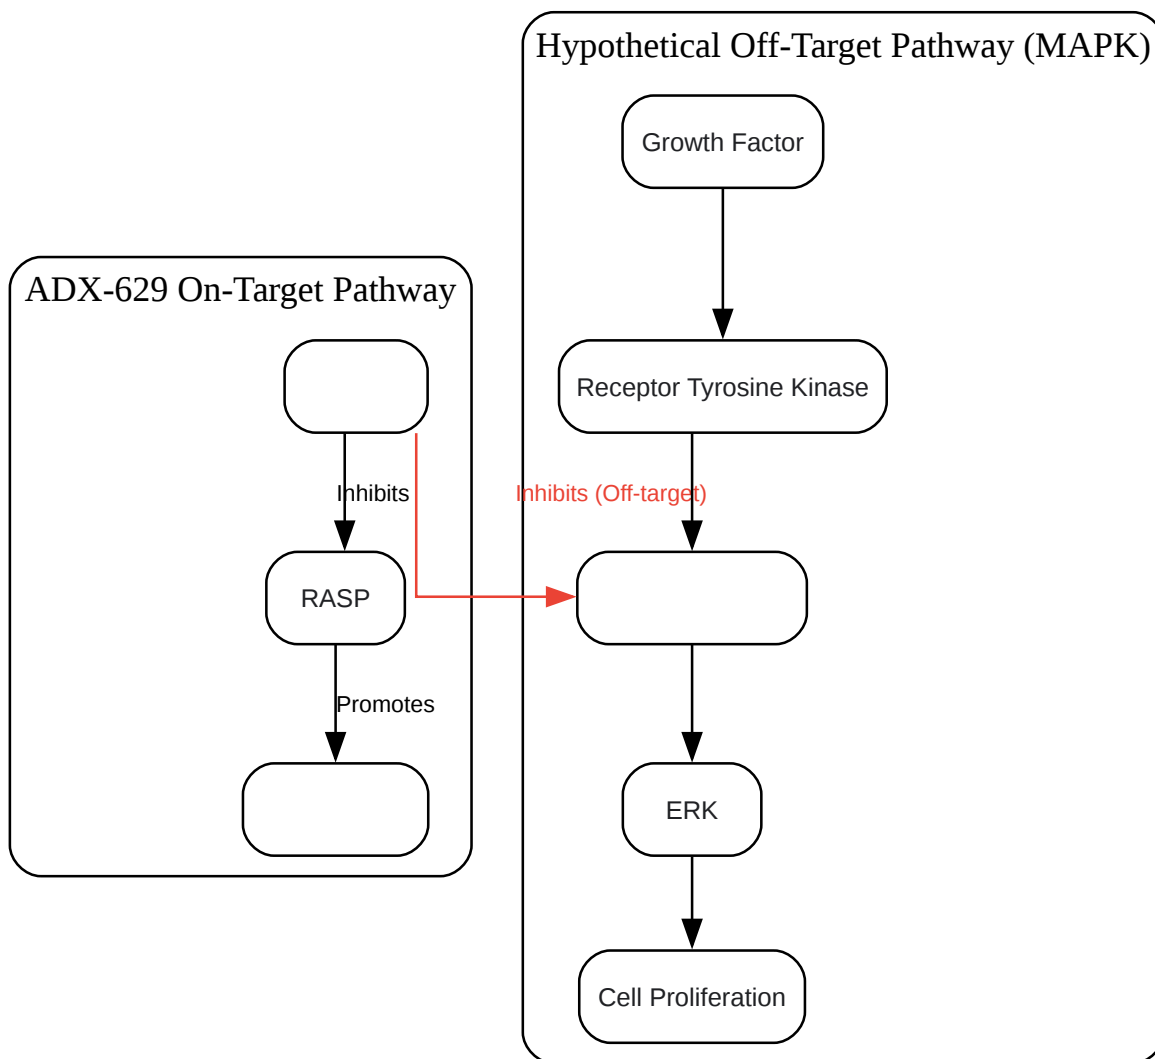 Hypothetical Off-Target Pathway (MAPK)
Growth Factor
ADX-629 On-Target Pathway
Receptor Tyrosine Kinase
Inhibits
Inhibits (Off-target)
RASP
Promotes
ERK
Cell Proliferation